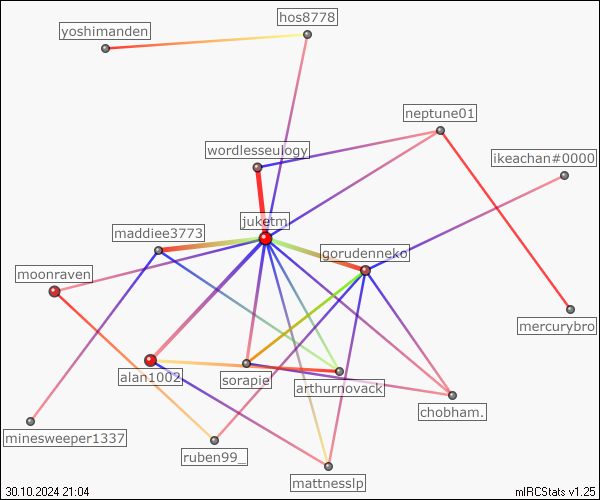 hos8778
yoshimanden
neptune01
wordlesseulogy
ikeachan#0000
juketm
maddiee3773
gorudenneko
moonraven
mercurybro
alan1002
sorapie
arthurnovack
chobham.
minesweeper1337
ruben99_
mattnesslp
30.10.2024 21:04
mIRCStats v1.25